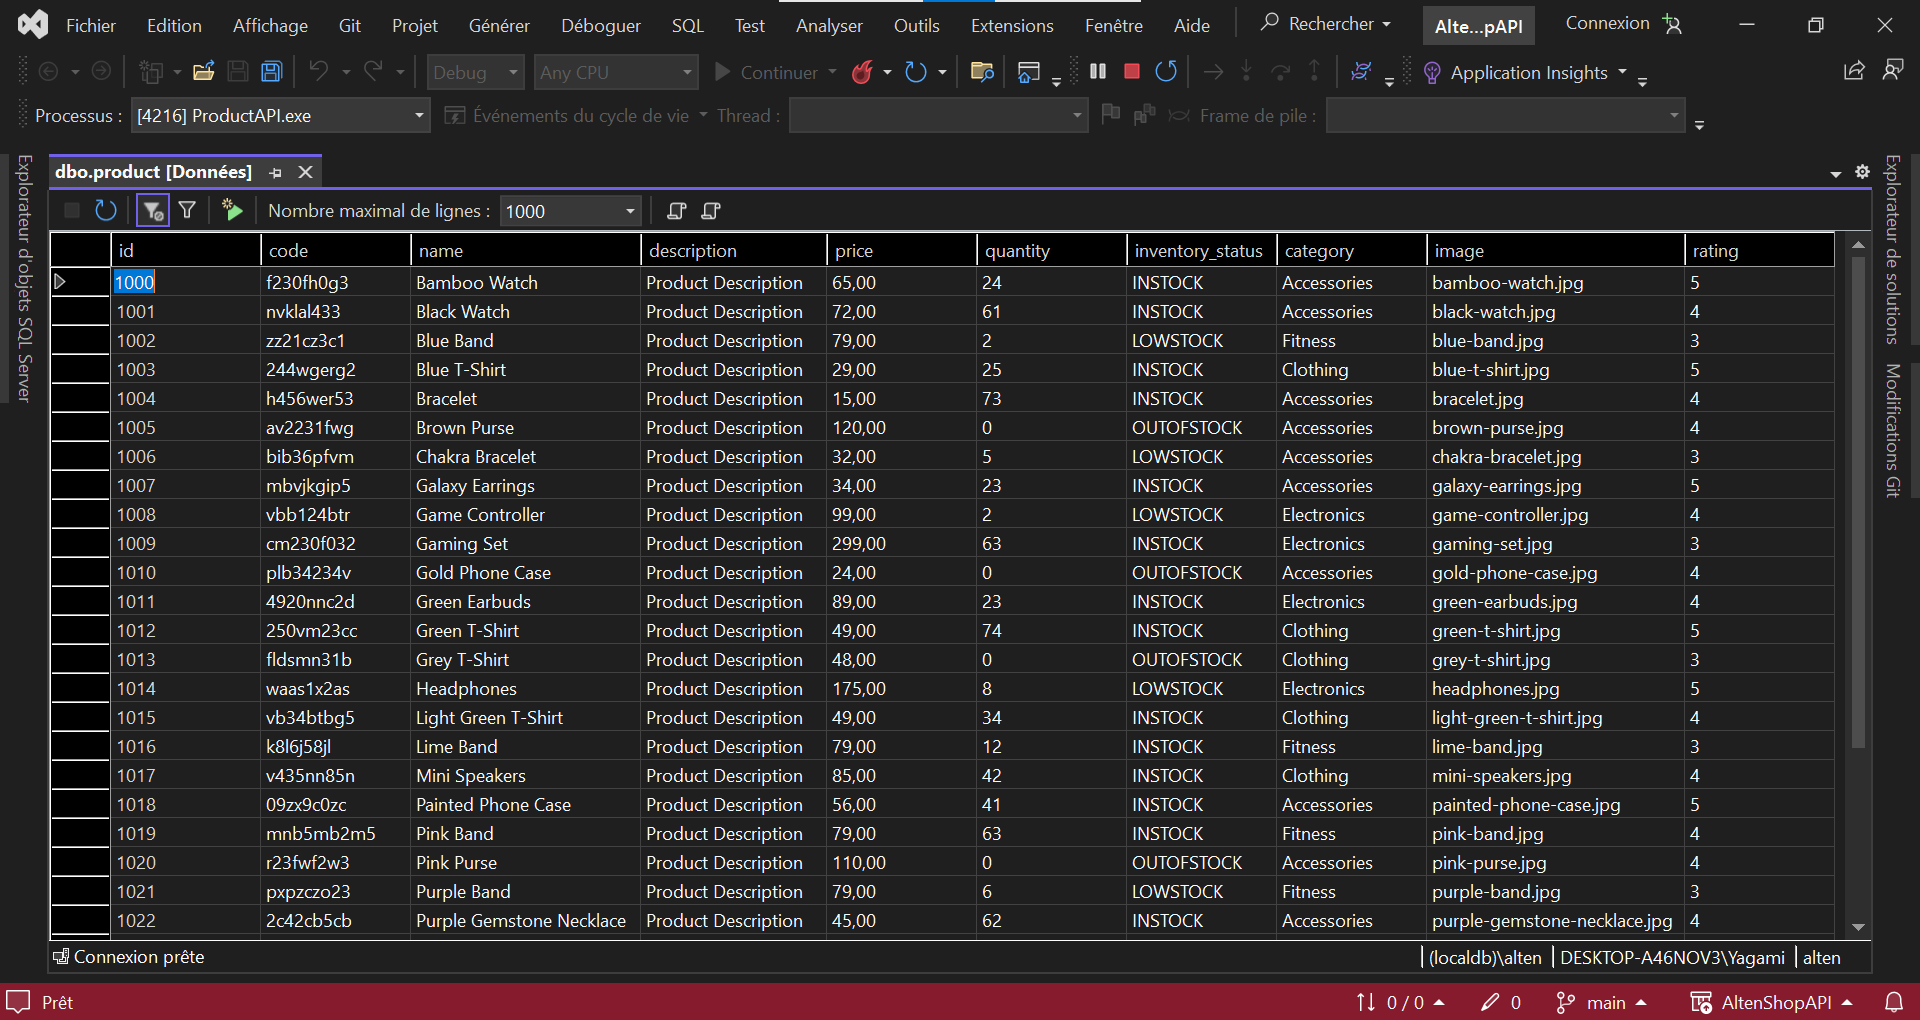 Fichier Edition Affichage Git Projet Générer Déboguer SQL Test Analyser Outils Extensions Fenêtre Aide Rechercher Alte...pAPI Connexion
Debug Any CPU Continuer Application Insights
Processus : [4216] ProductAPI.exe Événements du cycle de vie Thread : Frame de pile :
Explorateur d'objets SQL Server
dbo.product [Données]
Nombre maximal de lignes : 1000
id code name description price quantity inventory_status category image rating
1000 f230fh0g3 Bamboo Watch Product Description 65,00 24 INSTOCK Accessories bamboo-watch.jpg 5
1001 nvklal433 Black Watch Product Description 72,00 61 INSTOCK Accessories black-watch.jpg 4
1002 zz21cz3c1 Blue Band Product Description 79,00 2 LOWSTOCK Fitness blue-band.jpg 3
1003 244wgerg2 Blue T-Shirt Product Description 29,00 25 INSTOCK Clothing blue-t-shirt.jpg 5
1004 h456wer53 Bracelet Product Description 15,00 73 INSTOCK Accessories bracelet.jpg 4
1005 av2231fwg Brown Purse Product Description 120,00 0 OUTOFSTOCK Accessories brown-purse.jpg 4
1006 bib36pfvm Chakra Bracelet Product Description 32,00 5 LOWSTOCK Accessories chakra-bracelet.jpg 3
1007 mbvjkgip5 Galaxy Earrings Product Description 34,00 23 INSTOCK Accessories galaxy-earrings.jpg 5
1008 vbb124btr Game Controller Product Description 99,00 2 LOWSTOCK Electronics game-controller.jpg 4
1009 cm230f032 Gaming Set Product Description 299,00 63 INSTOCK Electronics gaming-set.jpg 3
1010 plb34234v Gold Phone Case Product Description 24,00 0 OUTOFSTOCK Accessories gold-phone-case.jpg 4
1011 4920nnc2d Green Earbuds Product Description 89,00 23 INSTOCK Electronics green-earbuds.jpg 4
1012 250vm23cc Green T-Shirt Product Description 49,00 74 INSTOCK Clothing green-t-shirt.jpg 5
1013 fldsmn31b Grey T-Shirt Product Description 48,00 0 OUTOFSTOCK Clothing grey-t-shirt.jpg 3
1014 waas1x2as Headphones Product Description 175,00 8 LOWSTOCK Electronics headphones.jpg 5
1015 vb34btbg5 Light Green T-Shirt Product Description 49,00 34 INSTOCK Clothing light-green-t-shirt.jpg 4
1016 k8l6j58jl Lime Band Product Description 79,00 12 INSTOCK Fitness lime-band.jpg 3
1017 v435nn85n Mini Speakers Product Description 85,00 42 INSTOCK Clothing mini-speakers.jpg 4
1018 09zx9c0zc Painted Phone Case Product Description 56,00 41 INSTOCK Accessories painted-phone-case.jpg 5
1019 mnb5mb2m5 Pink Band Product Description 79,00 63 INSTOCK Fitness pink-band.jpg 4
1020 r23fwf2w3 Pink Purse Product Description 110,00 0 OUTOFSTOCK Accessories pink-purse.jpg 4
1021 pxpzczo23 Purple Band Product Description 79,00 6 LOWSTOCK Fitness purple-band.jpg 3
1022 2c42cb5cb Purple Gemstone Necklace Product Description 45,00 62 INSTOCK Accessories purple-gemstone-necklace.jpg 4
Explorateur de solutions
Modifications Git
Connexion prête (localdb)\alten DESKTOP-A46NOV3\Yagami alten
Prêt 0 / 0 0 main AltenShopAPI